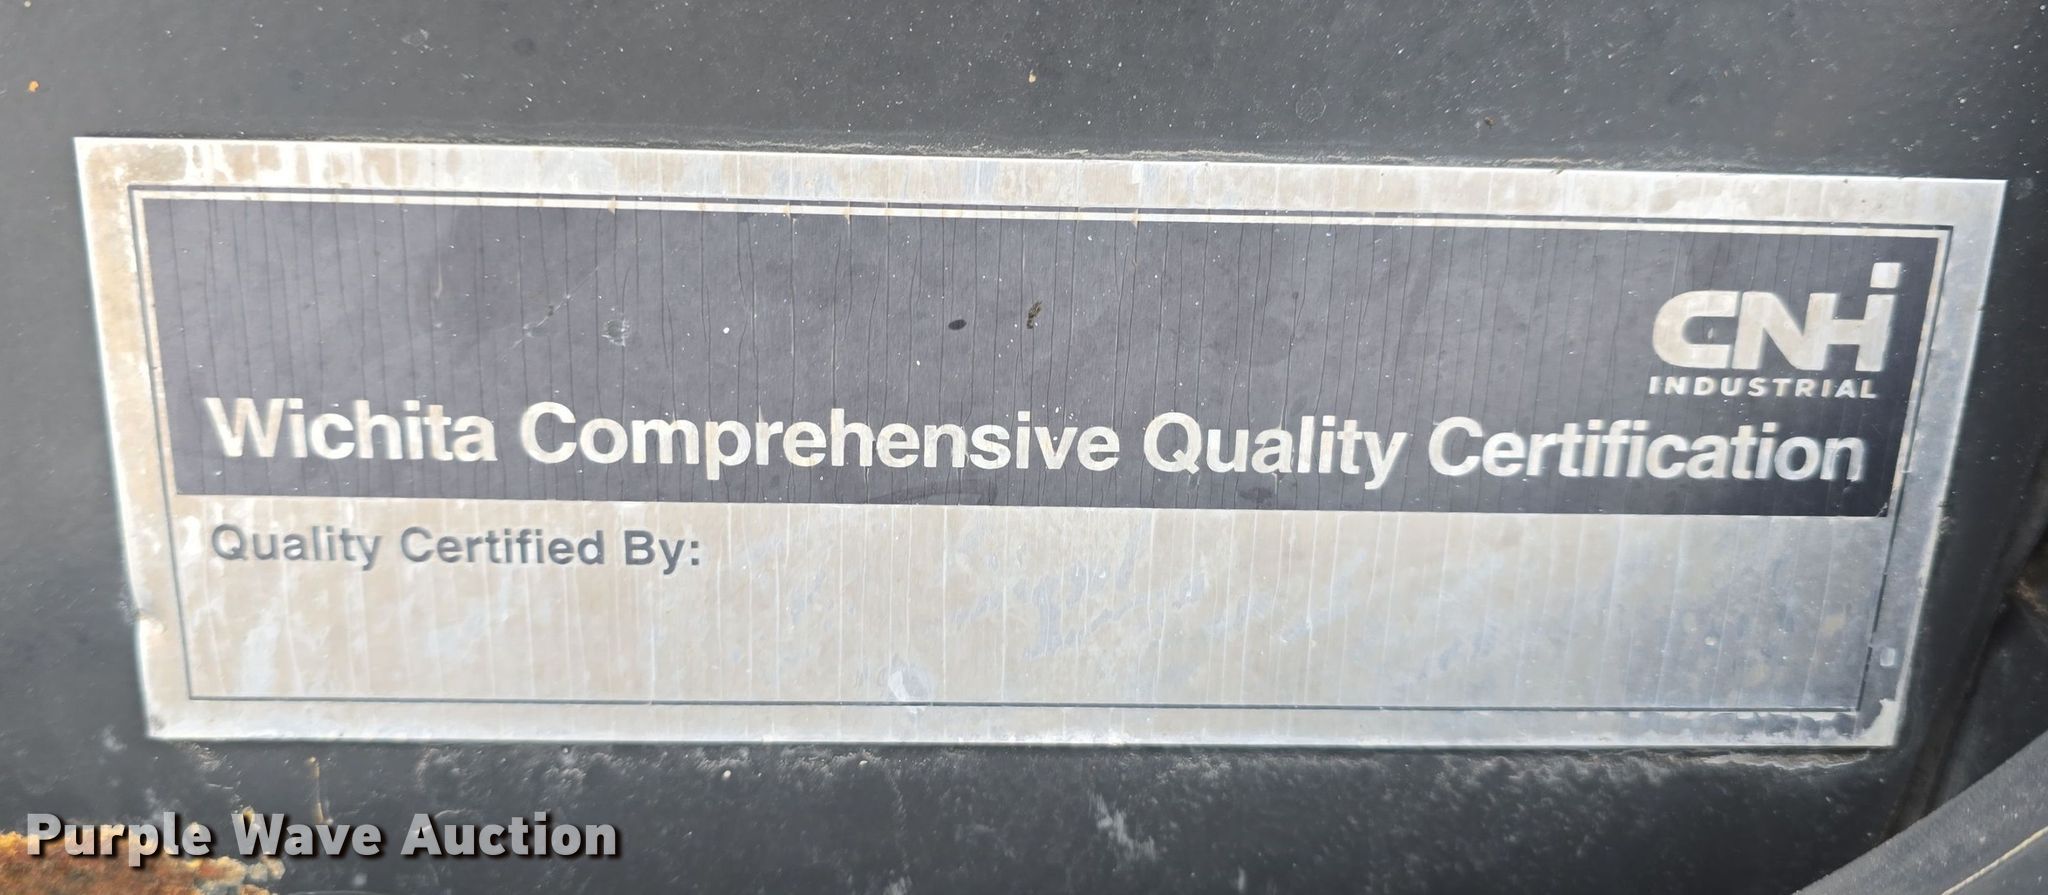 CNH
INDUSTRIAL
Wichita Comprehensive Quality Certification
Quality Certified By:
Purple Wave Auction